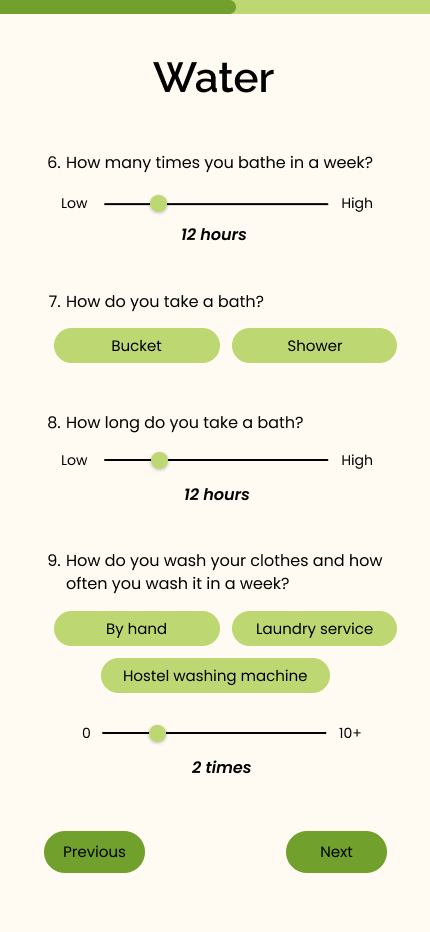 Water
6. How many times you bathe in a week?
Low High
12 hours
7. How do you take a bath?
Bucket Shower
8. How long do you take a bath?
Low High
12 hours
9. How do you wash your clothes and how
often you wash it in a week?
By hand Laundry service
Hostel washing machine
0 10+
2 times
Previous Next